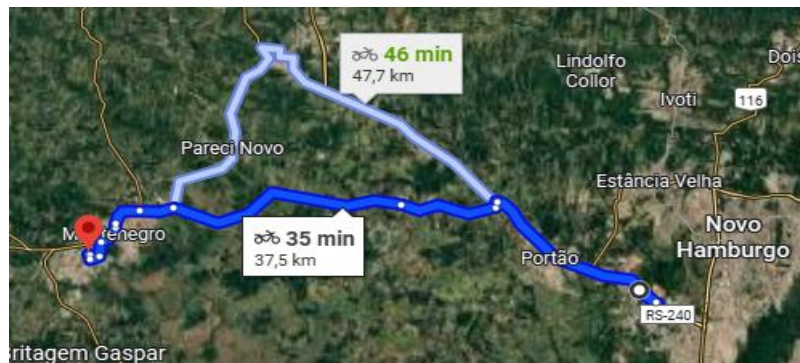 46 min
47,7 km
Lindolfo
Collor
Dois
Ivoti
116
Pareci Novo
Estância Velha
Novo
Hamburgo
Montenegro
35 min
37,5 km
Portão
RS-240
Britagem Gaspar